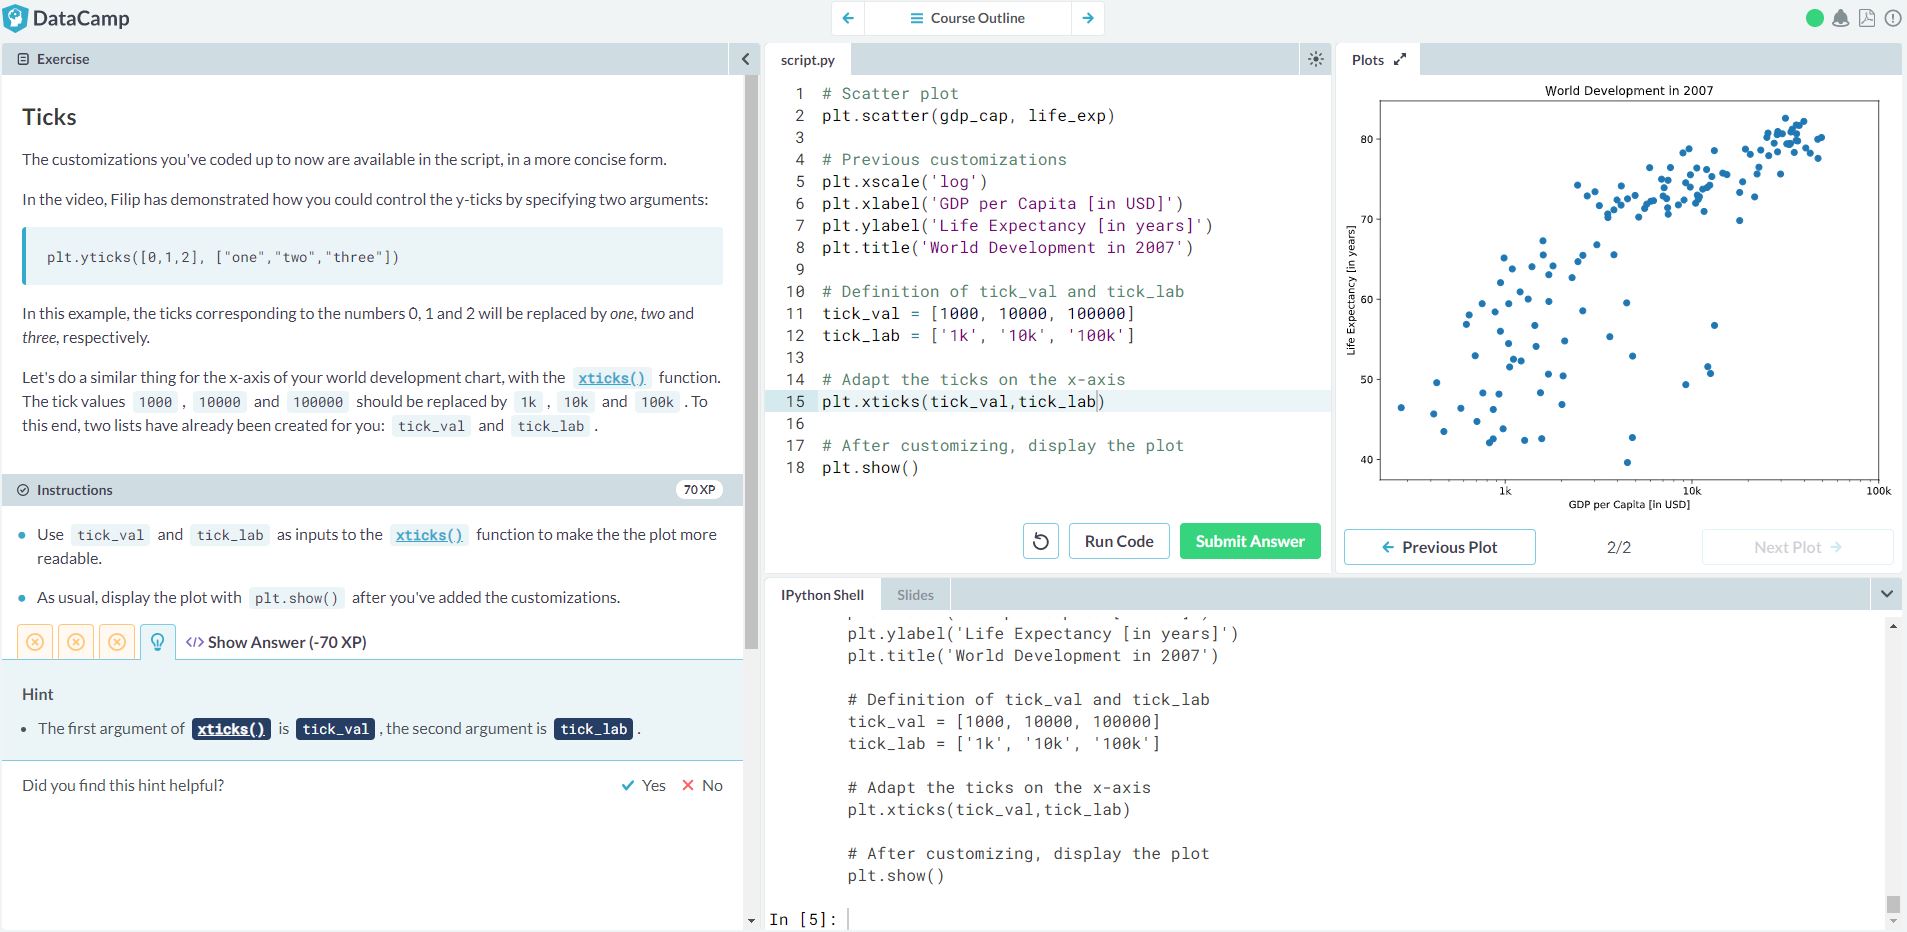 DataCamp
Course Outline
Exercise
Ticks
The customizations you've coded up to now are available in the script, in a more concise form.
In the video, Filip has demonstrated how you could control the y-ticks by specifying two arguments:
plt.yticks([0,1,2], ["one","two","three"])
In this example, the ticks corresponding to the numbers 0, 1 and 2 will be replaced by one, two and
three, respectively.
Let's do a similar thing for the x-axis of your world development chart, with the xticks() function.
The tick values 1000 , 10000 and 100000 should be replaced by 1k , 10k and 100k . To
this end, two lists have already been created for you: tick_val and tick_lab .
Instructions
70 XP
Use tick_val and tick_lab as inputs to the xticks() function to make the the plot more
readable.
As usual, display the plot with plt.show() after you've added the customizations.
</> Show Answer (-70 XP)
Hint
• The first argument of xticks() is tick_val , the second argument is tick_lab .
Did you find this hint helpful?
Yes
No
script.py
1 # Scatter plot
2 plt.scatter(gdp_cap, life_exp)
3
4 # Previous customizations
5 plt.xscale('log')
6 plt.xlabel('GDP per Capita [in USD]')
7 plt.ylabel('Life Expectancy [in years]')
8 plt.title('World Development in 2007')
9
10 # Definition of tick_val and tick_lab
11 tick_val = [1000, 10000, 100000]
12 tick_lab = ['1k', '10k', '100k']
13
14 # Adapt the ticks on the x-axis
15 plt.xticks(tick_val,tick_lab)
16
17 # After customizing, display the plot
18 plt.show()
Run Code
Submit Answer
Plots
World Development in 2007
80
70
60
50
40
Life Expectancy [in years]
1k
10k
100k
GDP per Capita [in USD]
Previous Plot
2/2
Next Plot
IPython Shell
Slides
plt.ylabel('Life Expectancy [in years]')
plt.title('World Development in 2007')
# Definition of tick_val and tick_lab
tick_val = [1000, 10000, 100000]
tick_lab = ['1k', '10k', '100k']
# Adapt the ticks on the x-axis
plt.xticks(tick_val,tick_lab)
# After customizing, display the plot
plt.show()
In [5]: